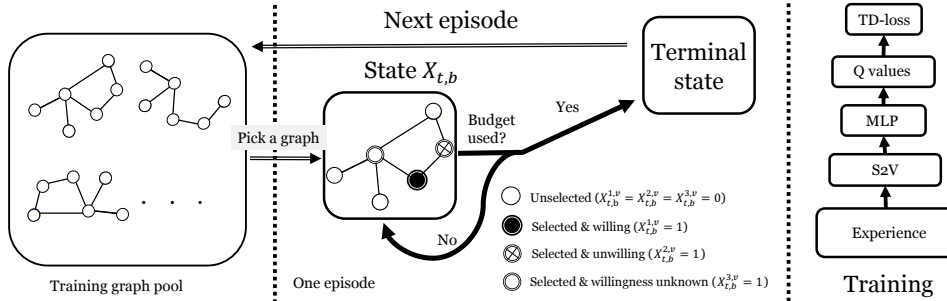 Next episode
State X_{t,b}
Terminal
state
Pick a graph
Budget
used?
Yes
No
Unselected (X_{t,b}^{1,v} = X_{t,b}^{2,v} = X_{t,b}^{3,v} = 0)
Selected & willing (X_{t,b}^{1,v} = 1)
Selected & unwilling (X_{t,b}^{2,v} = 1)
Selected & willingness unknown (X_{t,b}^{3,v} = 1)
. . .
Training graph pool
One episode
TD-loss
Q values
MLP
S2V
Experience
Training